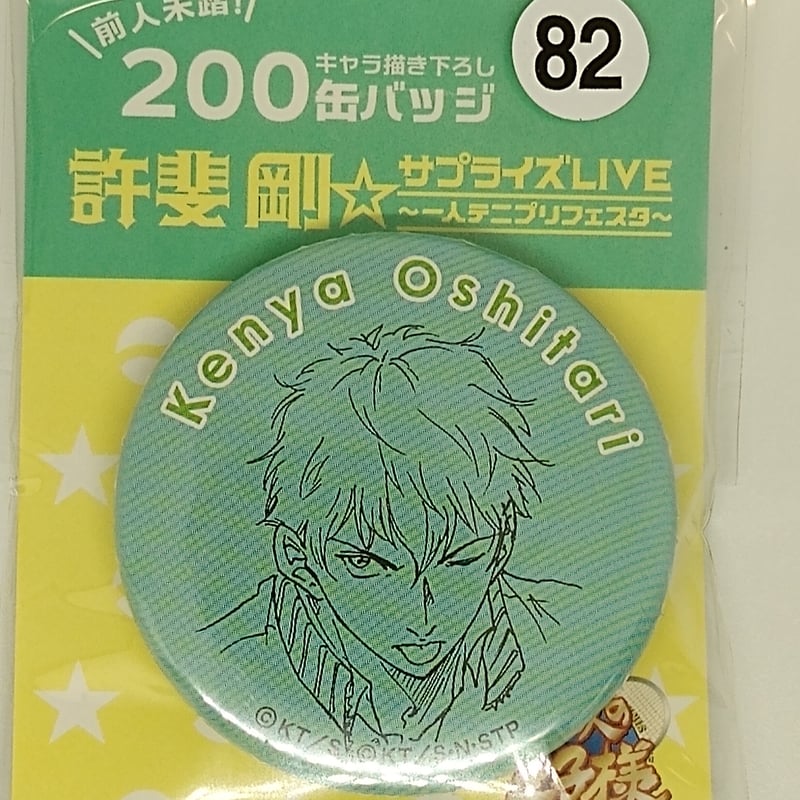 前人未踏!
82
200
キャラ描き下ろし
缶バッジ
許斐 剛☆
サプライズLIVE
~一人テニプリフェスタ~
Kenya Oshitari
©KT/S ©KT/S・N・STP
様